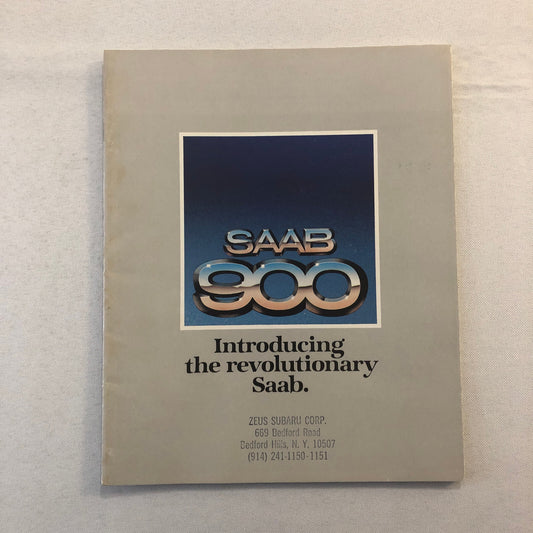 SAAB
900
Introducing
the revolutionary
Saab.
ZEUS SUBARU CORP.
669 Bedford Road
Bedford Hills, N. Y. 10507
(914) 241-1150-1151